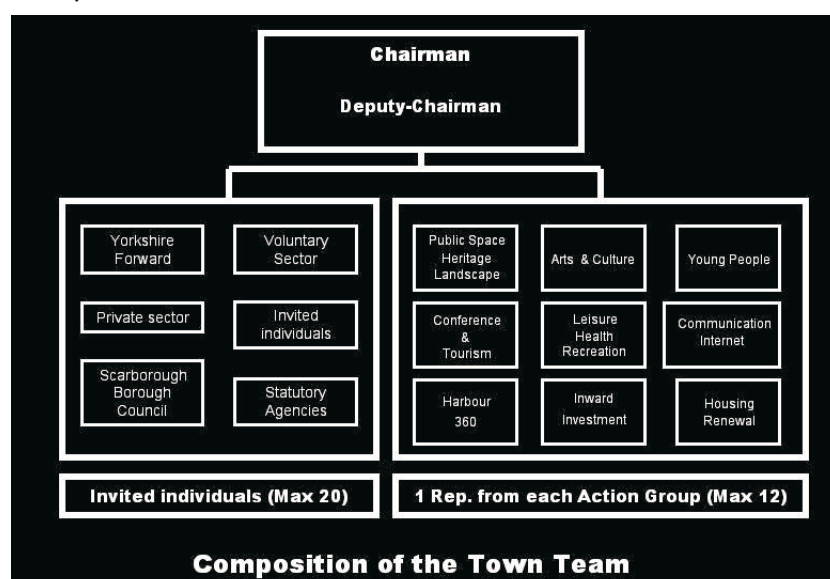 Chairman
Deputy-Chairman
Yorkshire
Forward
Voluntary
Sector
Private sector
Invited
individuals
Scarborough
Borough
Council
Statutory
Agencies
Invited individuals (Max 20)
Public Space
Heritage
Landscape
Arts & Culture
Young People
Conference
&
Tourism
Leisure
Health
Recreation
Communication
Internet
Harbour
360
Inward
Investment
Housing
Renewal
1 Rep. from each Action Group (Max 12)
Composition of the Town Team